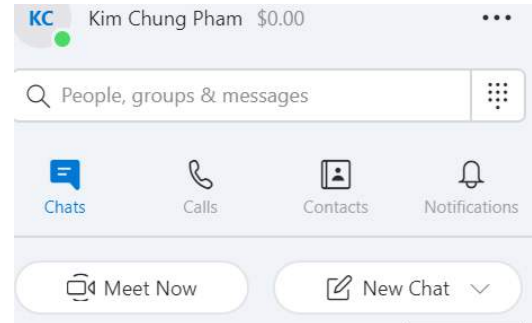 KC Kim Chung Pham $0.00
People, groups & messages
Chats Calls Contacts Notifications
Meet Now New Chat